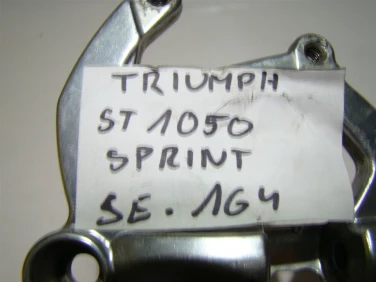 TRIUMPH
ST 1050
SPRINT
SE. 164